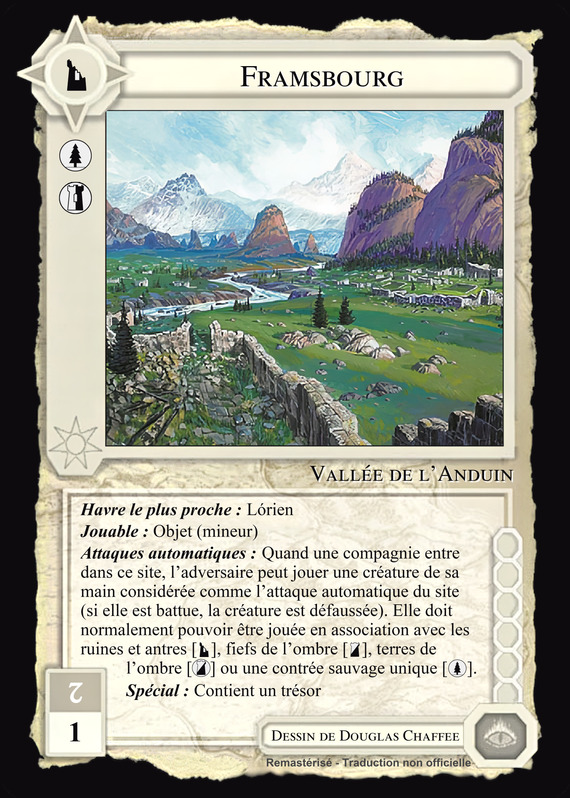 Framsbourg
Vallée de l'Anduin
Havre le plus proche : Lórien
Jouable : Objet (mineur)
Attaques automatiques : Quand une compagnie entre
dans ce site, l'adversaire peut jouer une créature de sa
main considérée comme l'attaque automatique du site
(si elle est battue, la créature est défaussée). Elle doit
normalement pouvoir être jouée en association avec les
ruines et antres [], fiefs de l'ombre [], terres de
l'ombre [] ou une contrée sauvage unique [].
Spécial : Contient un trésor
2
1
Dessin de Douglas Chaffee
Remastérisé - Traduction non officielle